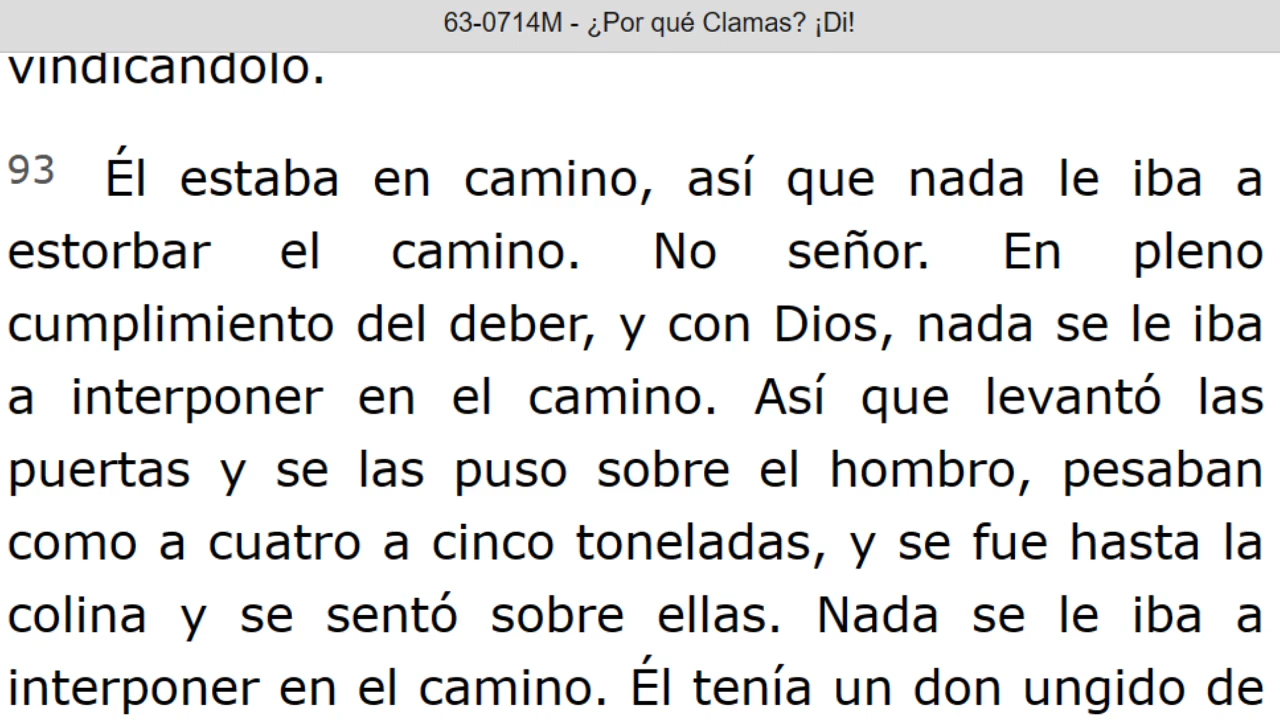 63-0714M - ¿Por qué Clamas? ¡Di!
vindicándolo.
93 Él estaba en camino, así que nada le iba a
estorbar el camino. No señor. En pleno
cumplimiento del deber, y con Dios, nada se le iba
a interponer en el camino. Así que levantó las
puertas y se las puso sobre el hombro, pesaban
como a cuatro a cinco toneladas, y se fue hasta la
colina y se sentó sobre ellas. Nada se le iba a
interponer en el camino. Él tenía un don ungido de